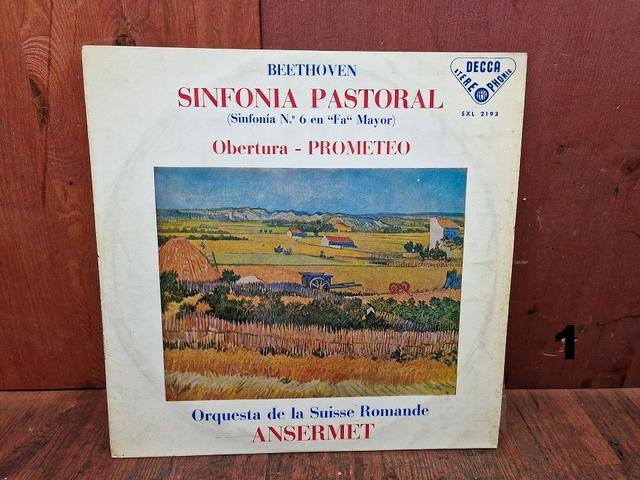 BEETHOVEN
SINFONIA PASTORAL
(Sinfonía N.º 6 en “Fa“ Mayor)
Obertura - PROMETEO
DECCA
STEREOPHONIC
SXL 2193
1
Orquesta de la Suisse Romande
ANSERMET